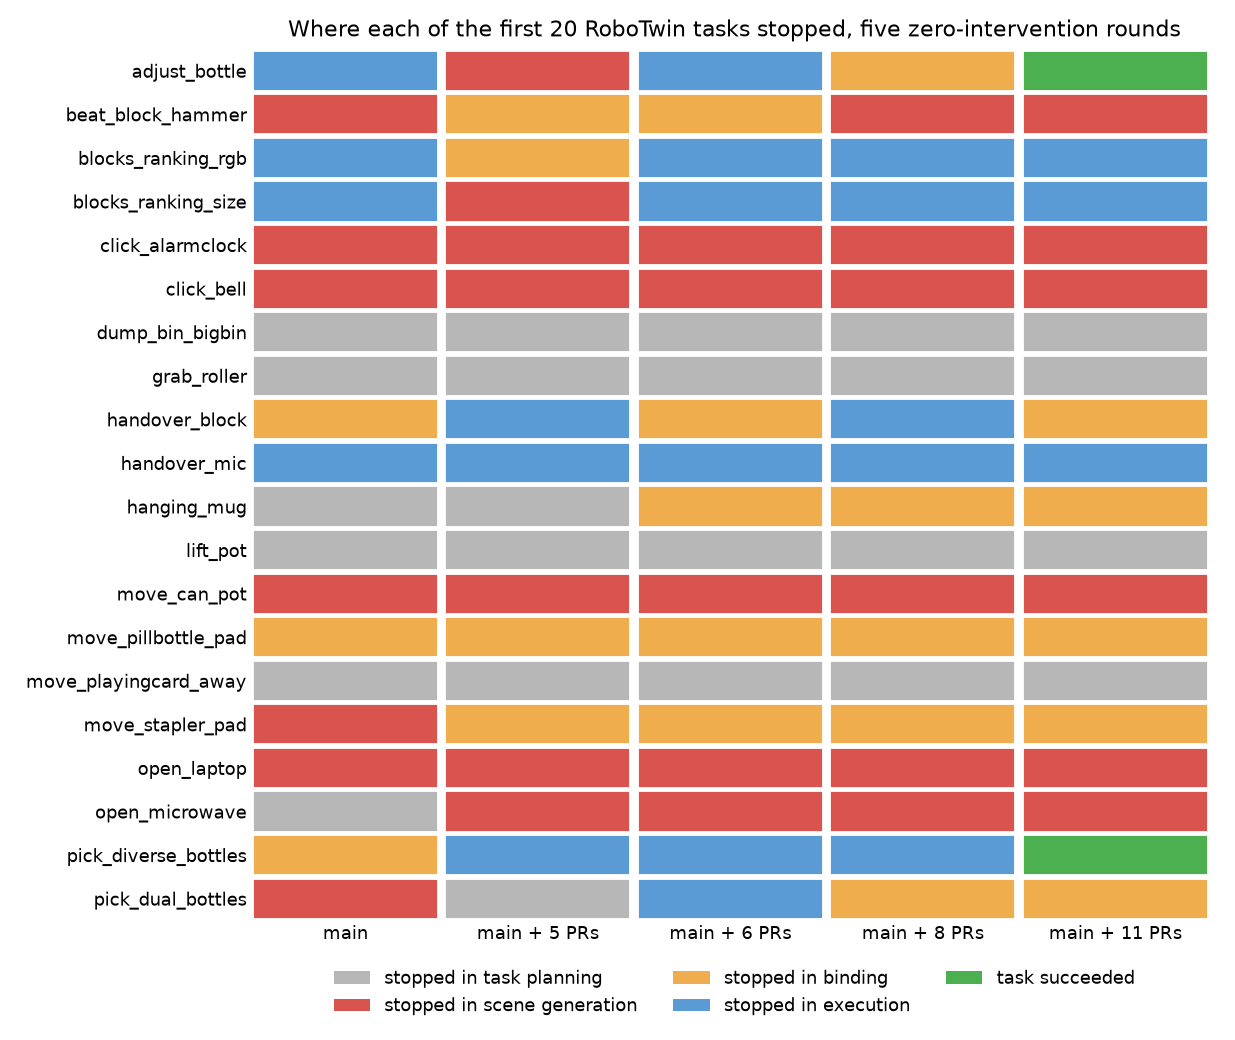 Where each of the first 20 RoboTwin tasks stopped, five zero-intervention rounds
adjust_bottle
beat_block_hammer
blocks_ranking_rgb
blocks_ranking_size
click_alarmclock
click_bell
dump_bin_bigbin
grab_roller
handover_block
handover_mic
hanging_mug
lift_pot
move_can_pot
move_pillbottle_pad
move_playingcard_away
move_stapler_pad
open_laptop
open_microwave
pick_diverse_bottles
pick_dual_bottles
main main + 5 PRs main + 6 PRs main + 8 PRs main + 11 PRs
stopped in task planning stopped in binding task succeeded
stopped in scene generation stopped in execution